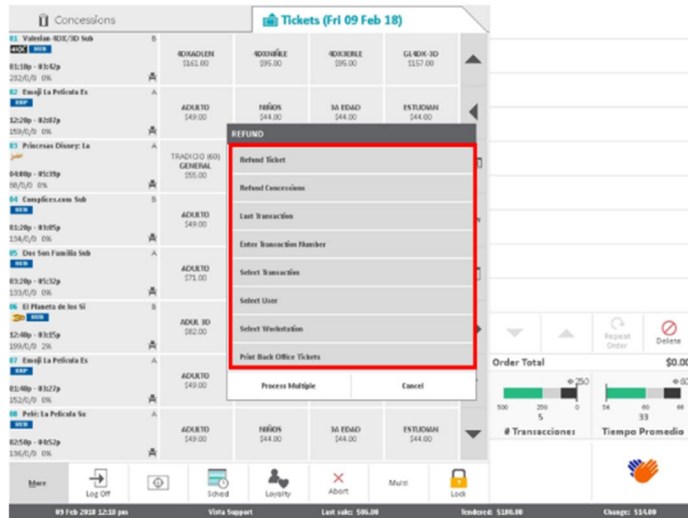 Concessions
Tickets (Fri 09 Feb 18)
01 Valerian 4DX/3D Sub B
01:10p - 03:42p
232/0/0 0%
02 Emoji La Pelicula Es A
12:20p - 02:07p
159/0/0 0%
03 Princesas Disney: La A
04:00p - 05:19p
98/0/0 0%
04 Complices.com Sub B
01:20p - 03:05p
134/0/0 0%
05 Dos Son Familia Sub A
03:20p - 05:32p
133/0/0 0%
06 El Planeta de los Si B
12:40p - 03:15p
199/0/0 2%
07 Emoji La Pelicula Es A
01:40p - 03:27p
152/0/0 0%
08 Pelé: La Pelicula Su A
02:50p - 04:52p
136/0/0 0%
4DXADLEN 4DXNIÑLE 4DX3ERLE GL4DX-3D
$161.00 $95.00 $95.00 $157.00
ADULTO NIÑOS 3A EDAD ESTUDIAN
$49.00 $44.00 $44.00 $44.00
TRADICIO (60)
GENERAL
$55.00
ADULTO
$49.00
ADULTO
$71.00
ADUL 3D
$82.00
ADULTO
$49.00
ADULTO NIÑOS 3A EDAD ESTUDIAN
$49.00 $44.00 $44.00 $44.00
REFUND
Refund Ticket
Refund Concessions
Last Transaction
Enter Transaction Number
Select Transaction
Select User
Select Workstation
Print Back Office Tickets
Process Multiple Cancel
Repeat Order
Delete
Order Total $0.00
250
500 250 0
5
# Transacciones
54 60 66
33
Tiempo Promedio
More
Log Off
Sched
Loyalty
Abort
Multi
Lock
09 Feb 2018 12:18 pm Vista Support Last sale: $86.00 Tendered: $100.00 Change: $14.00